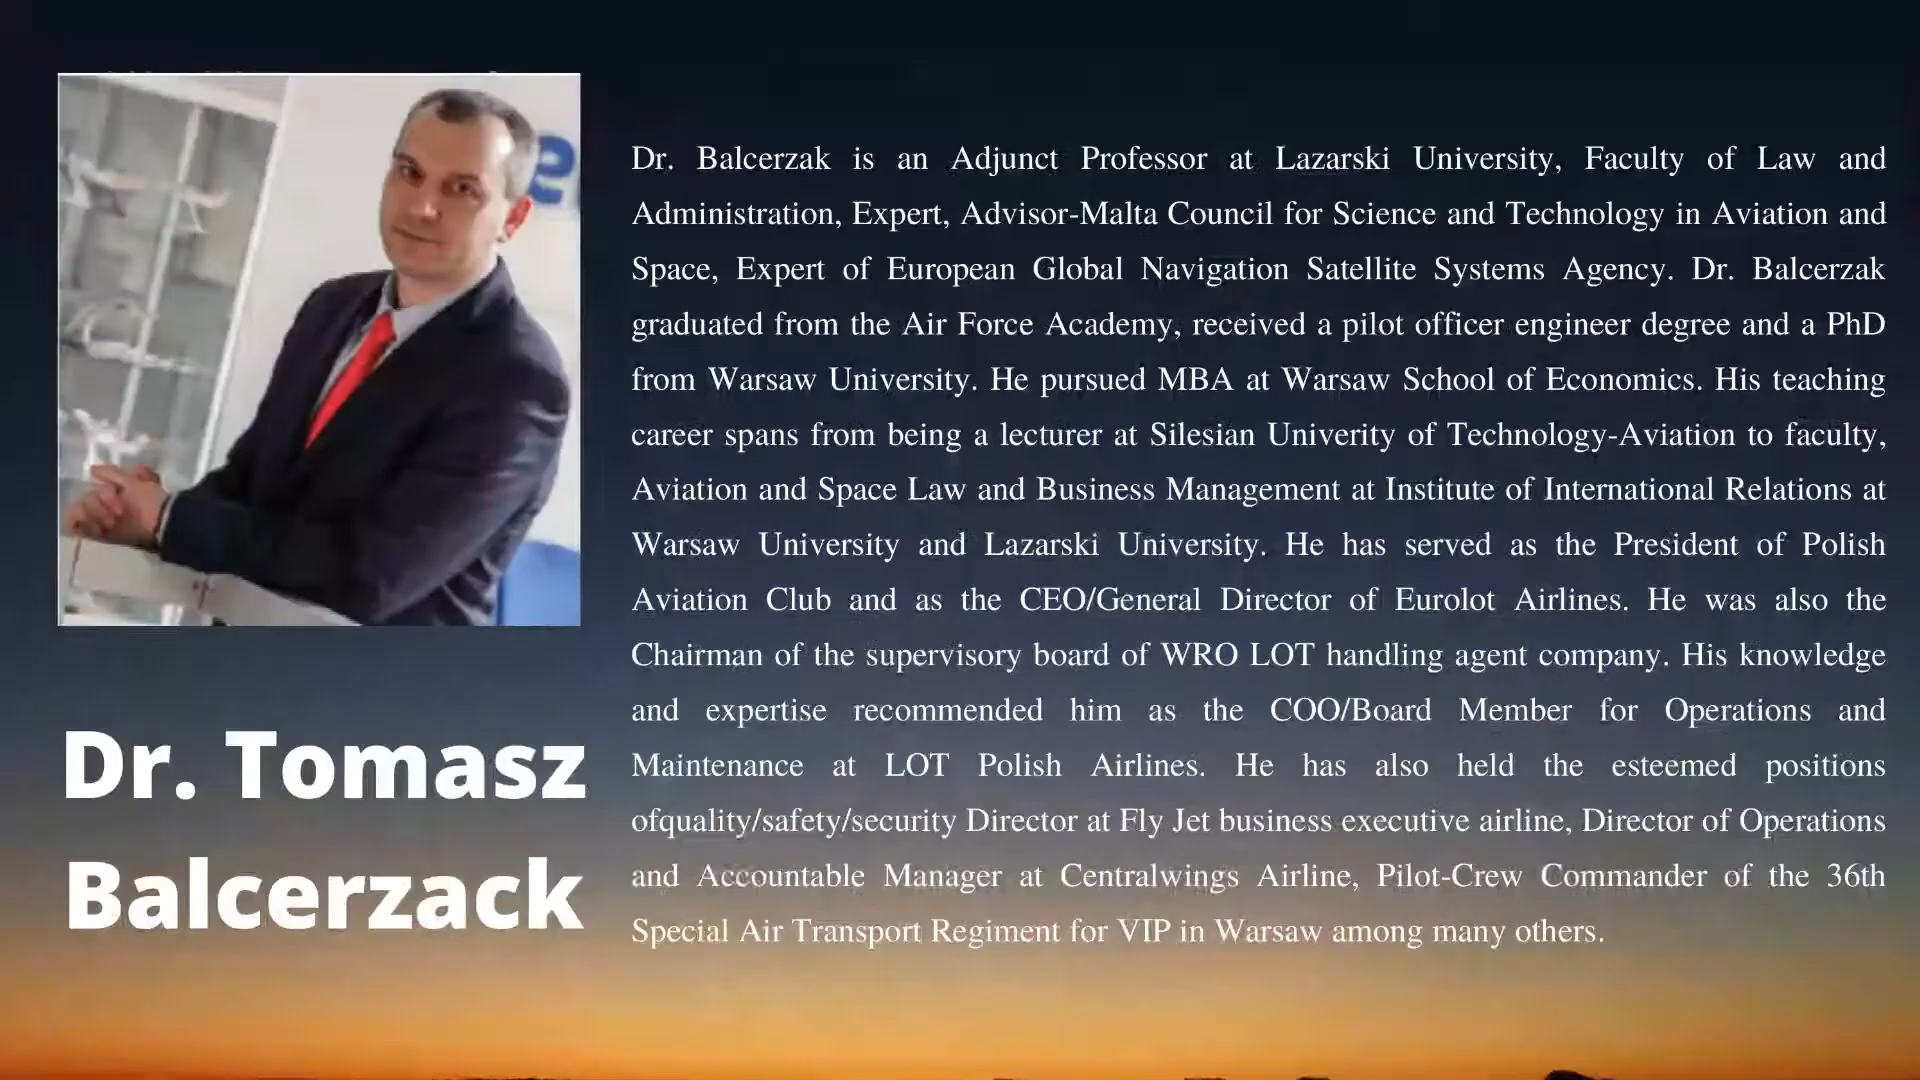 Dr. Balcerzak is an Adjunct Professor at Lazarski University, Faculty of Law and
Administration, Expert, Advisor-Malta Council for Science and Technology in Aviation and
Space, Expert of European Global Navigation Satellite Systems Agency. Dr. Balcerzak
graduated from the Air Force Academy, received a pilot officer engineer degree and a PhD
from Warsaw University. He pursued MBA at Warsaw School of Economics. His teaching
career spans from being a lecturer at Silesian Univerity of Technology-Aviation to faculty,
Aviation and Space Law and Business Management at Institute of International Relations at
Warsaw University and Lazarski University. He has served as the President of Polish
Aviation Club and as the CEO/General Director of Eurolot Airlines. He was also the
Chairman of the supervisory board of WRO LOT handling agent company. His knowledge
and expertise recommended him as the COO/Board Member for Operations and
Maintenance at LOT Polish Airlines. He has also held the esteemed positions
ofquality/safety/security Director at Fly Jet business executive airline, Director of Operations
and Accountable Manager at Centralwings Airline, Pilot-Crew Commander of the 36th
Special Air Transport Regiment for VIP in Warsaw among many others.
Dr. Tomasz
Balcerzack
e